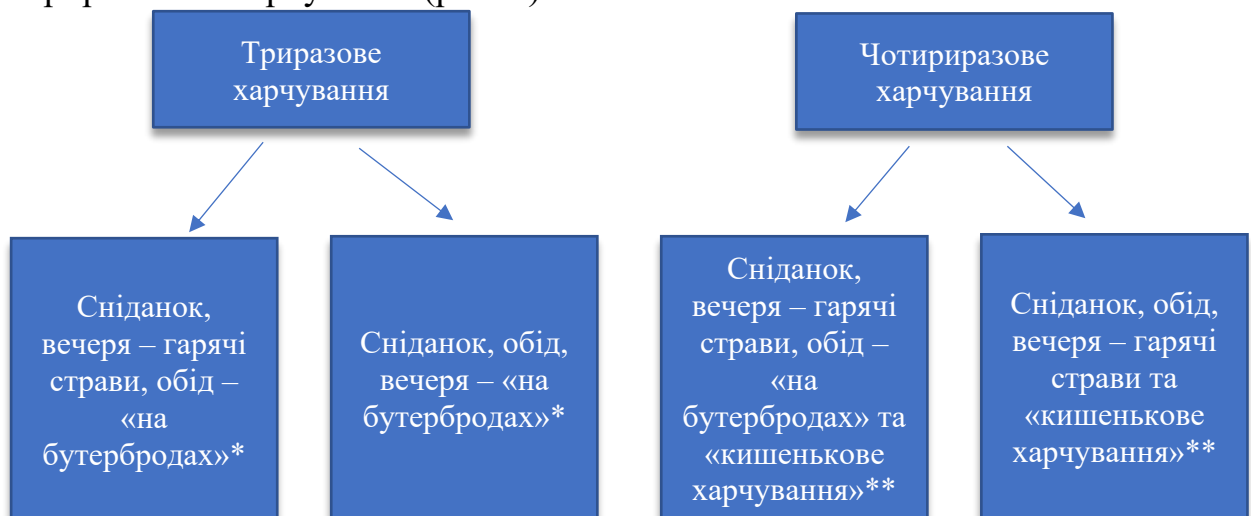 Триразове
харчування
Чотириразове
харчування
Сніданок,
вечеря – гарячі
страви, обід –
«на
бутербродах»*
Сніданок, обід,
вечеря – «на
бутербродах»*
Сніданок,
вечеря – гарячі
страви, обід –
«на
бутербродах» та
«кишенькове
харчування»**
Сніданок, обід,
вечеря – гарячі
страви та
«кишенькове
харчування»**